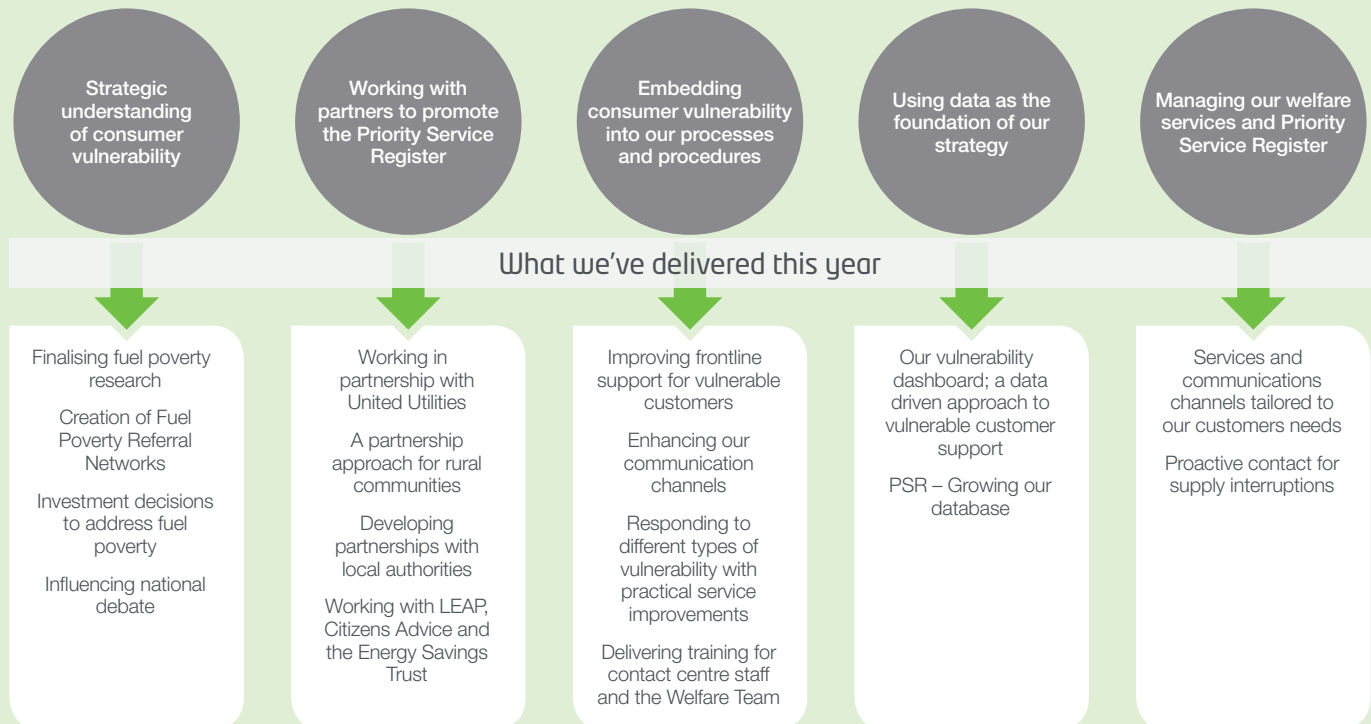 Strategic
understanding
of consumer
vulnerability
Working with
partners to promote
the Priority Service
Register
Embedding
consumer vulnerability
into our processes
and procedures
Using data as the
foundation of our
strategy
Managing our welfare
services and Priority
Service Register
What we've delivered this year
Finalising fuel poverty
research
Creation of Fuel
Poverty Referral
Networks
Investment decisions
to address fuel
poverty
Influencing national
debate
Working in
partnership with
United Utilities
A partnership
approach for rural
communities
Developing
partnerships with
local authorities
Working with LEAP,
Citizens Advice and
the Energy Savings
Trust
Improving frontline
support for vulnerable
customers
Enhancing our
communication
channels
Responding to
different types of
vulnerability with
practical service
improvements
Delivering training for
contact centre staff
and the Welfare Team
Our vulnerability
dashboard; a data
driven approach to
vulnerable customer
support
PSR – Growing our
database
Services and
communications
channels tailored to
our customers needs
Proactive contact for
supply interruptions